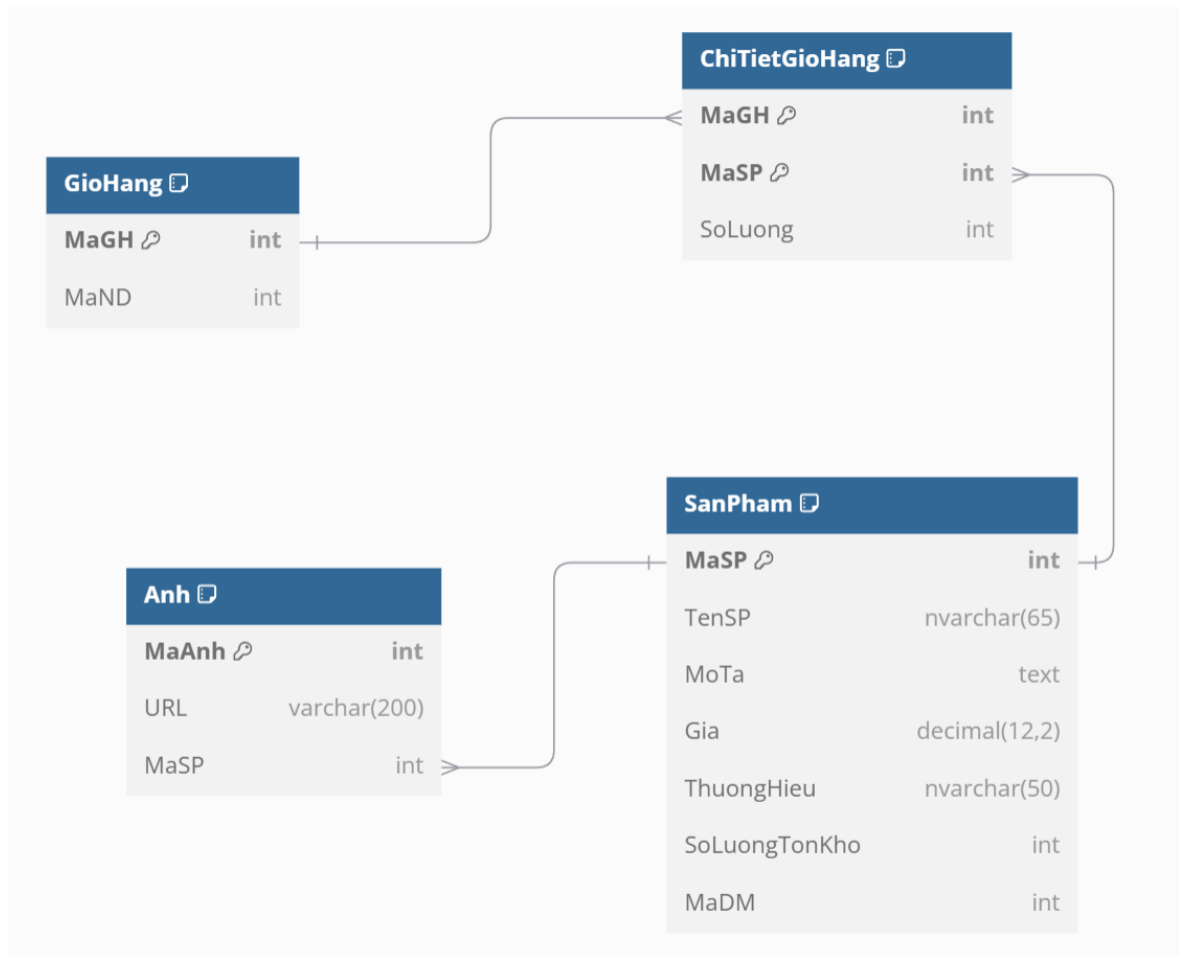 ChiTietGioHang
MaGH int
MaSP int
SoLuong int
GioHang
MaGH int
MaND int
SanPham
MaSP int
TenSP nvarchar(65)
MoTa text
Gia decimal(12,2)
ThuongHieu nvarchar(50)
SoLuongTonKho int
MaDM int
Anh
MaAnh int
URL varchar(200)
MaSP int